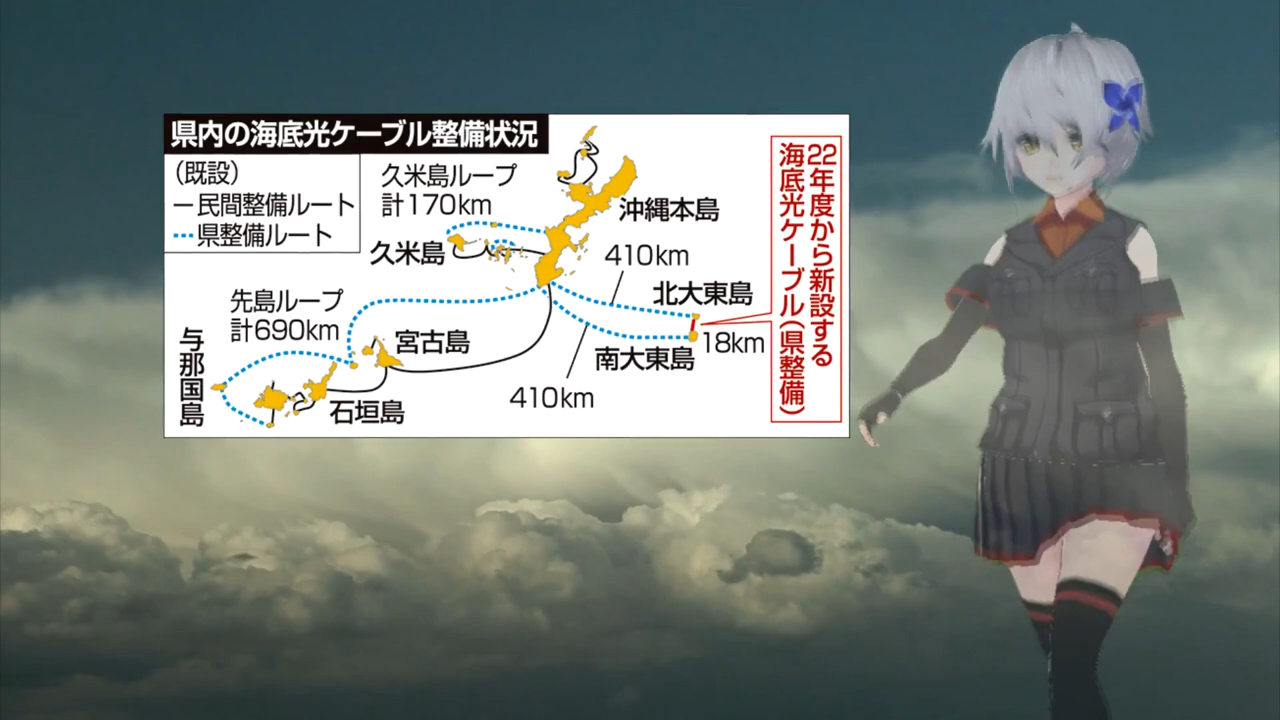 県内の海底光ケーブル整備状況
(既設)
民間整備ルート
県整備ルート
久米島ループ
計170km
久米島
沖縄本島
410km
北大東島
18km
南大東島
410km
先島ループ
計690km
宮古島
与那国島
石垣島
22年度から新設する
海底光ケーブル(県整備)